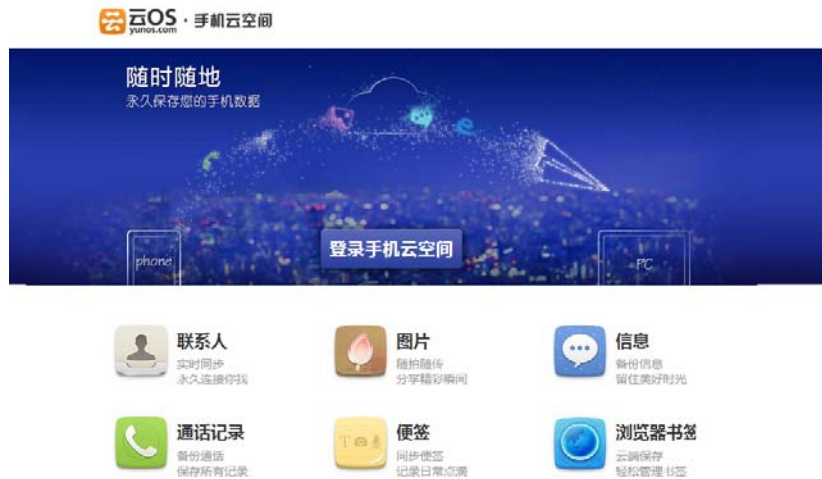 云OS · 手机云空间
yunos.com
随时随地
永久保存您的手机数据
phone
登录手机云空间
PC
联系人
实时同步
永久连接你我
图片
随拍随传
分享精彩瞬间
信息
备份信息
留住美好时光
通话记录
备份通话
保存所有记录
T
便签
同步便签
记录日常点滴
浏览器书签
云端保存
轻松管理书签